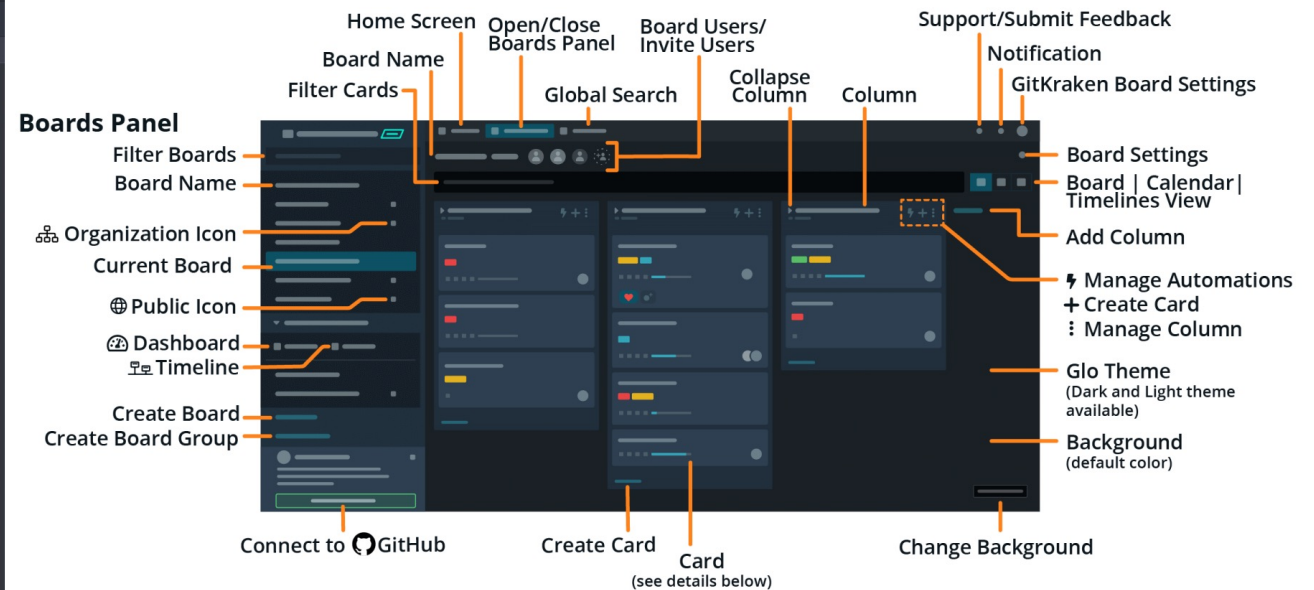 Home Screen
Open/Close
Boards Panel
Board Users/
Invite Users
Support/Submit Feedback
Notification
GitKraken Board Settings
Board Name
Filter Cards
Global Search
Collapse
Column
Column
Boards Panel
Filter Boards
Board Name
Organization Icon
Current Board
Public Icon
Dashboard
Timeline
Create Board
Create Board Group
Board Settings
Board | Calendar|
Timelines View
Add Column
Manage Automations
+ Create Card
Manage Column
Glo Theme
(Dark and Light theme
available)
Background
(default color)
Connect to GitHub
Create Card
Card
(see details below)
Change Background